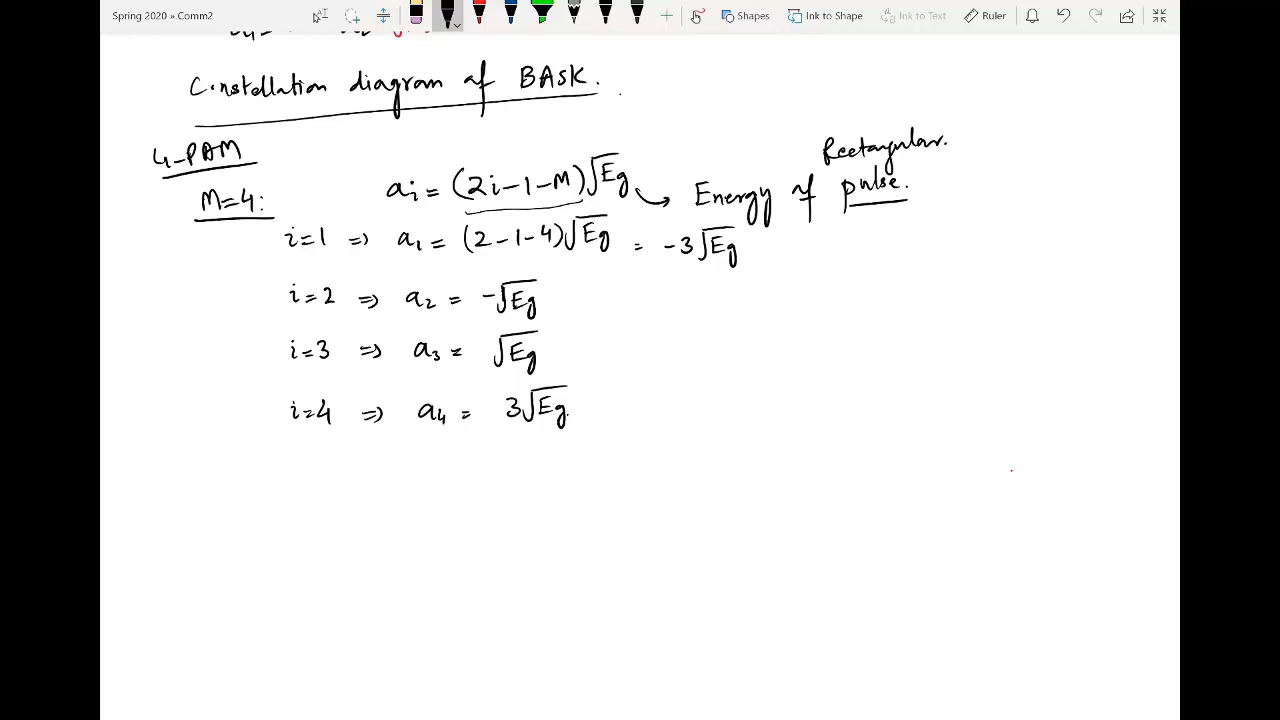 Spring 2020 » Comm2
Shapes
Ink to Shape
Ink to Text
Ruler
Constellation diagram of BASK.
4-PAM
Rectangular.
M=4:
aᵢ = (2i-1-M)√Eg → Energy of pulse.
i=1 => a₁ = (2-1-4)√Eg = -3√Eg
i=2 => a₂ = -√Eg
i=3 => a₃ = √Eg
i=4 => a₄ = 3√Eg.